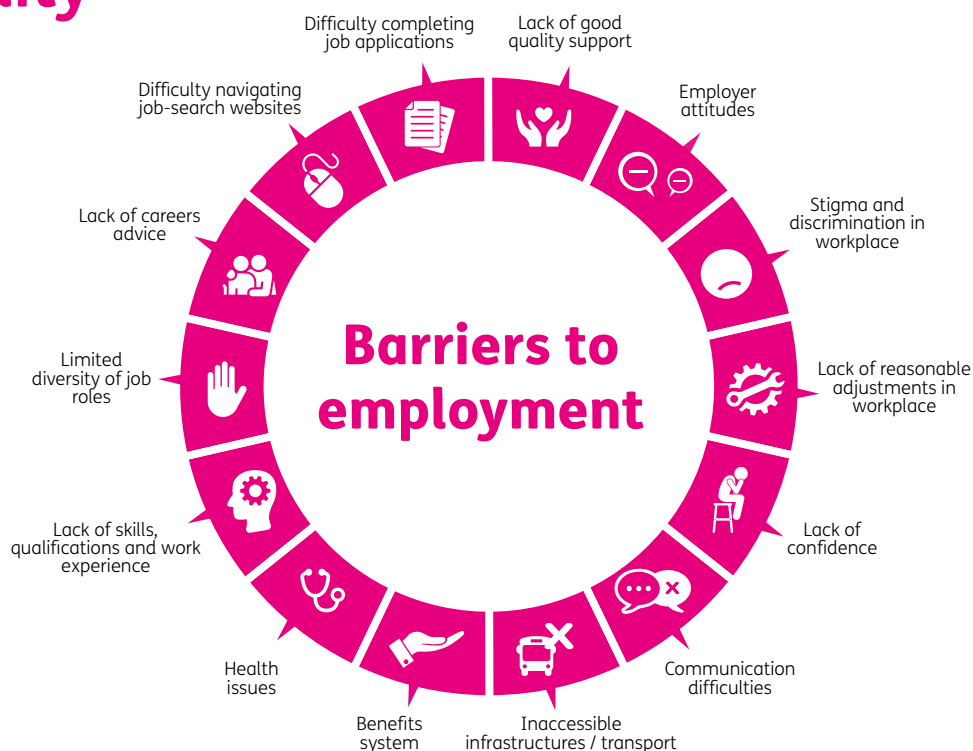 Difficulty completing
job applications
Lack of good
quality support
Employer
attitudes
Stigma and
discrimination in
workplace
Lack of reasonable
adjustments in
workplace
Lack of
confidence
Communication
difficulties
Inaccessible
infrastructures / transport
Benefits
system
Health
issues
Lack of skills,
qualifications and work
experience
Limited
diversity of job
roles
Lack of careers
advice
Difficulty navigating
job-search websites
Barriers to
employment